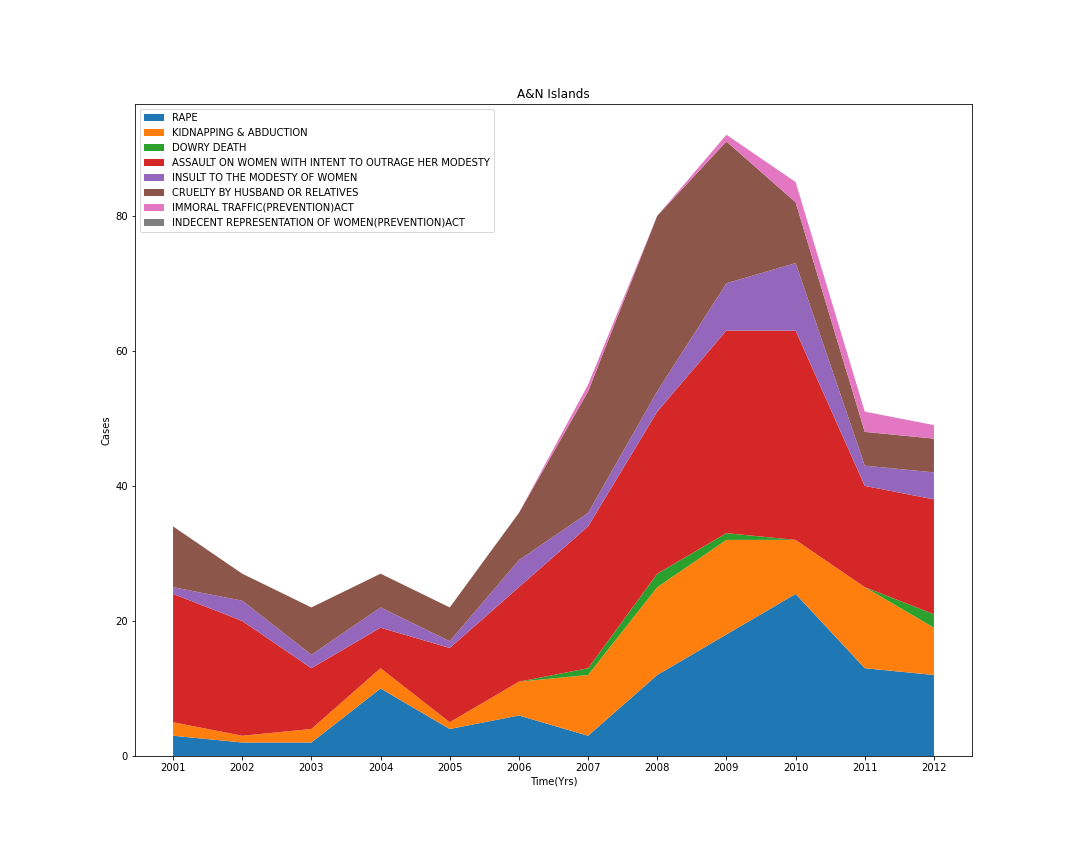 A&N Islands
RAPE
KIDNAPPING & ABDUCTION
DOWRY DEATH
ASSAULT ON WOMEN WITH INTENT TO OUTRAGE HER MODESTY
INSULT TO THE MODESTY OF WOMEN
CRUELTY BY HUSBAND OR RELATIVES
IMMORAL TRAFFIC(PREVENTION)ACT
INDECENT REPRESENTATION OF WOMEN(PREVENTION)ACT
80
60
40
20
0
Cases
2001 2002 2003 2004 2005 2006 2007 2008 2009 2010 2011 2012
Time(Yrs)